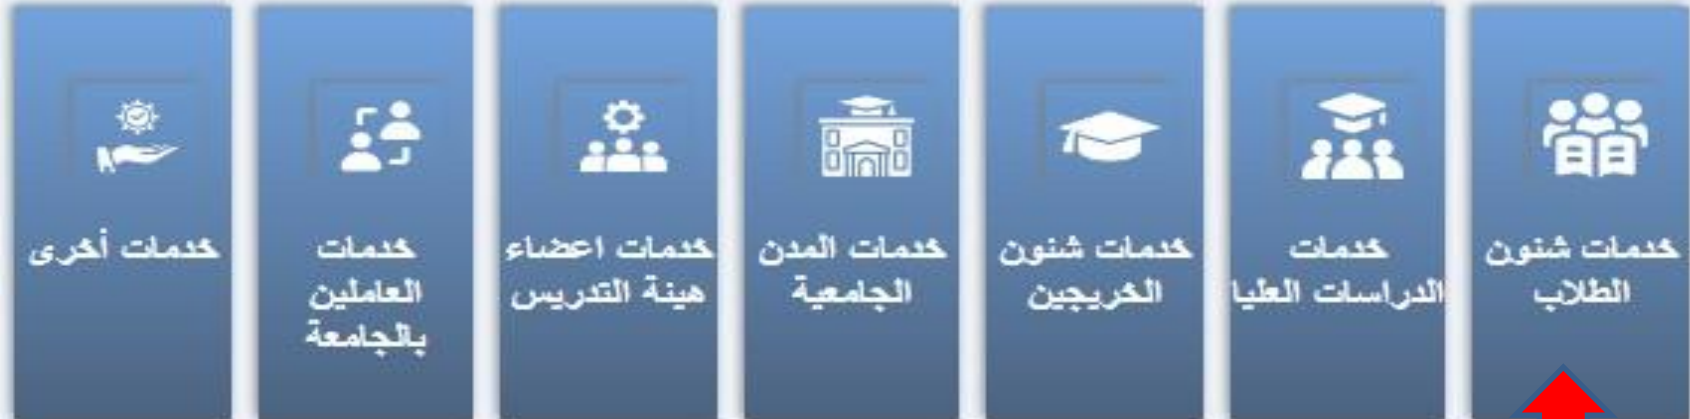 خدمات شئون
الطلاب
خدمات
الدراسات العليا
خدمات شئون
الخريجين
خدمات المدن
الجامعية
خدمات اعضاء
هيئة التدريس
خدمات
العاملين
بالجامعة
خدمات أخرى